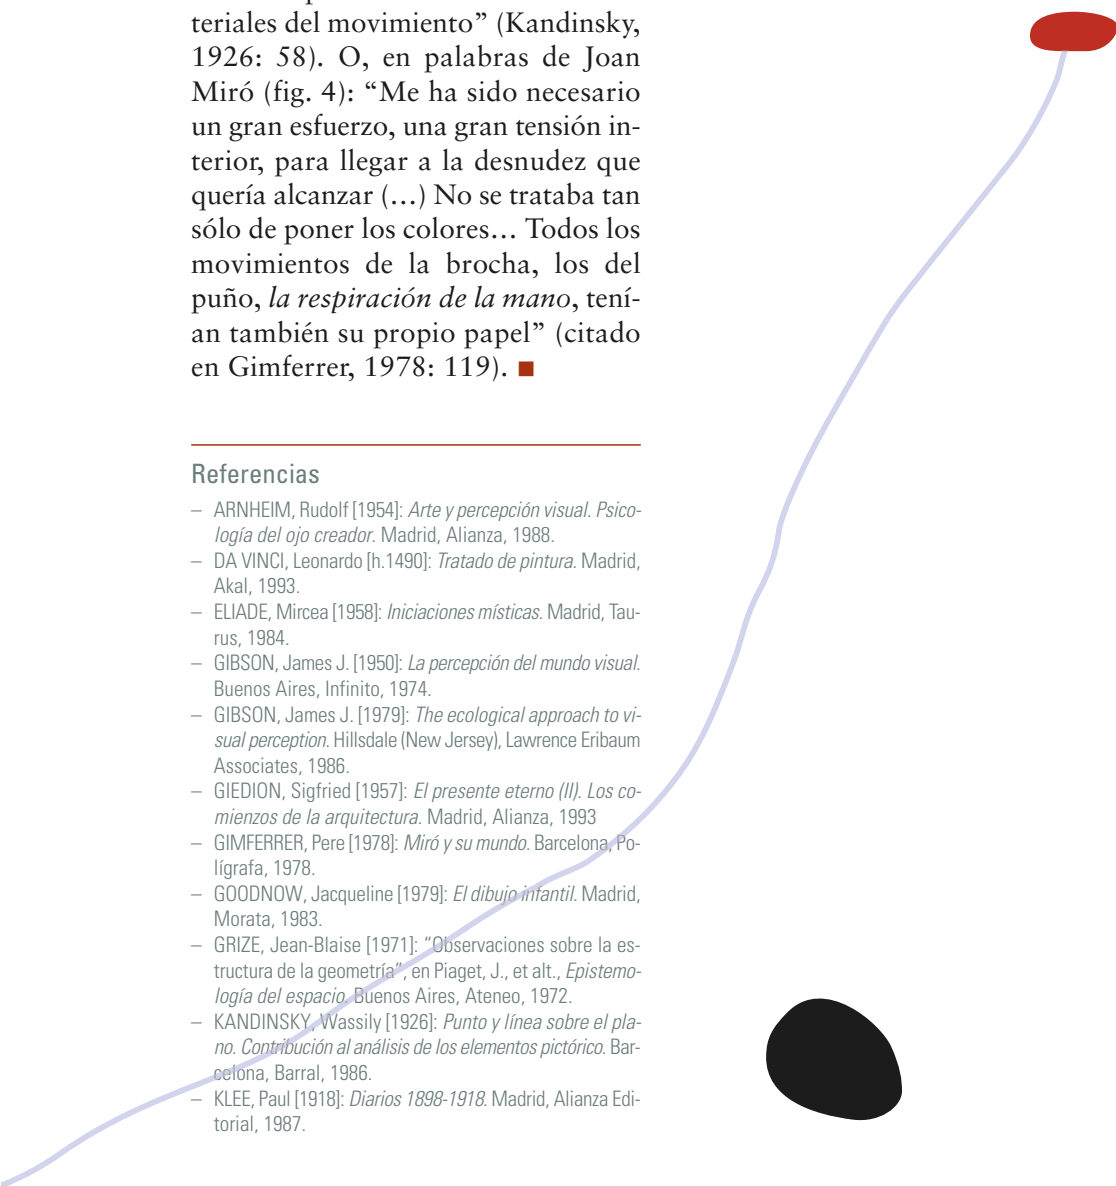 teriales del movimiento” (Kandinsky,
1926: 58). O, en palabras de Joan
Miró (fig. 4): “Me ha sido necesario
un gran esfuerzo, una gran tensión in-
terior, para llegar a la desnudez que
quería alcanzar (…) No se trataba tan
sólo de poner los colores… Todos los
movimientos de la brocha, los del
puño, la respiración de la mano, tení-
an también su propio papel” (citado
en Gimferrer, 1978: 119). ■
Referencias
– ARNHEIM, Rudolf [1954]: Arte y percepción visual. Psico-
logía del ojo creador. Madrid, Alianza, 1988.
– DA VINCI, Leonardo [h.1490]: Tratado de pintura. Madrid,
Akal, 1993.
– ELIADE, Mircea [1958]: Iniciaciones místicas. Madrid, Tau-
rus, 1984.
– GIBSON, James J. [1950]: La percepción del mundo visual.
Buenos Aires, Infinito, 1974.
– GIBSON, James J. [1979]: The ecological approach to vi-
sual perception. Hillsdale (New Jersey), Lawrence Eribaum
Associates, 1986.
– GIEDION, Sigfried [1957]: El presente eterno (II). Los co-
mienzos de la arquitectura. Madrid, Alianza, 1993
– GIMFERRER, Pere [1978]: Miró y su mundo. Barcelona, Po-
lígrafa, 1978.
– GOODNOW, Jacqueline [1979]: El dibujo infantil. Madrid,
Morata, 1983.
– GRIZE, Jean-Blaise [1971]: “Observaciones sobre la es-
tructura de la geometría”, en Piaget, J., et alt., Epistemo-
logía del espacio. Buenos Aires, Ateneo, 1972.
– KANDINSKY, Wassily [1926]: Punto y línea sobre el pla-
no. Contribución al análisis de los elementos pictórico. Bar-
celona, Barral, 1986.
– KLEE, Paul [1918]: Diarios 1898-1918. Madrid, Alianza Edi-
torial, 1987.